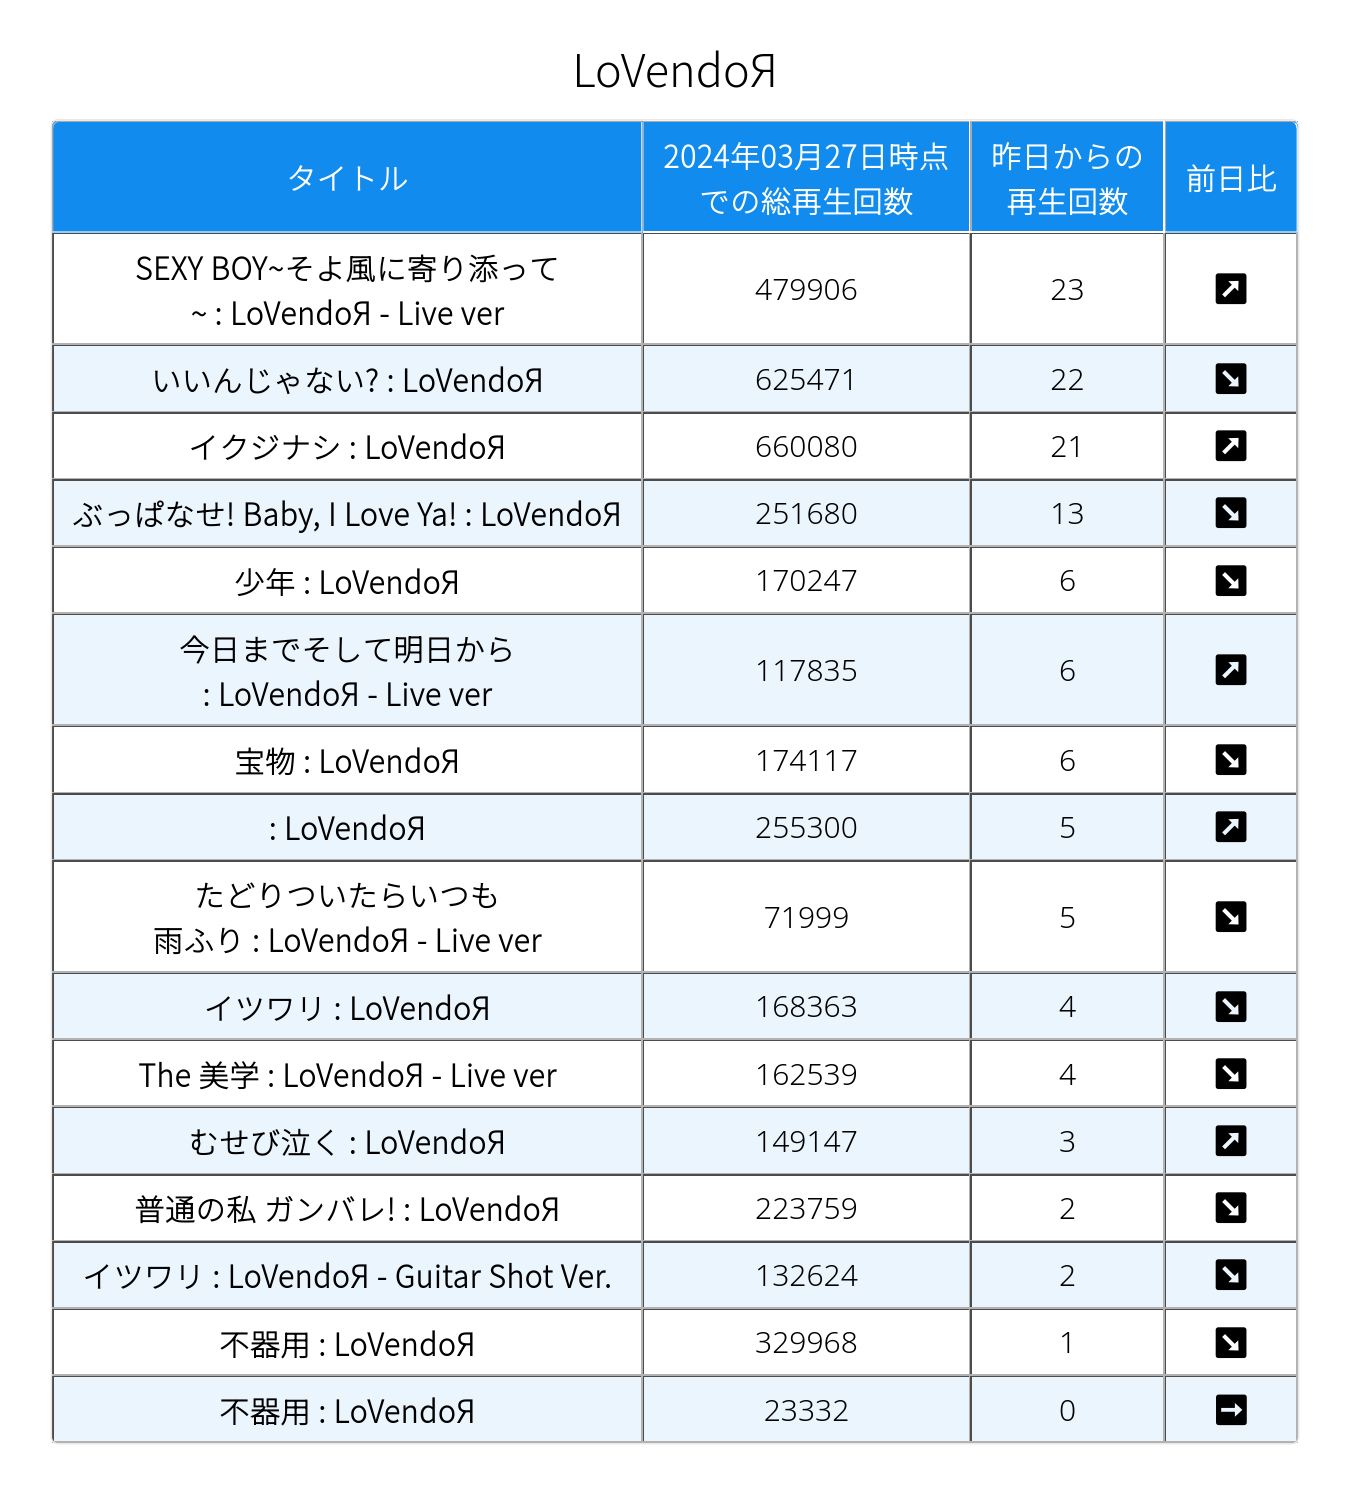 LoVendoЯ
タイトル
2024年03月27日時点
での総再生回数
昨日からの
再生回数
前日比
SEXY BOY~そよ風に寄り添って
~ : LoVendoЯ - Live ver
479906
23
いいんじゃない? : LoVendoЯ
625471
22
イクジナシ : LoVendoЯ
660080
21
ぶっぱなせ! Baby, I Love Ya! : LoVendoЯ
251680
13
少年 : LoVendoЯ
170247
6
今日までそして明日から
: LoVendoЯ - Live ver
117835
6
宝物 : LoVendoЯ
174117
6
: LoVendoЯ
255300
5
たどりついたらいつも
雨ふり : LoVendoЯ - Live ver
71999
5
イツワリ : LoVendoЯ
168363
4
The 美学 : LoVendoЯ - Live ver
162539
4
むせび泣く : LoVendoЯ
149147
3
普通の私 ガンバレ! : LoVendoЯ
223759
2
イツワリ : LoVendoЯ - Guitar Shot Ver.
132624
2
不器用 : LoVendoЯ
329968
1
不器用 : LoVendoЯ
23332
0